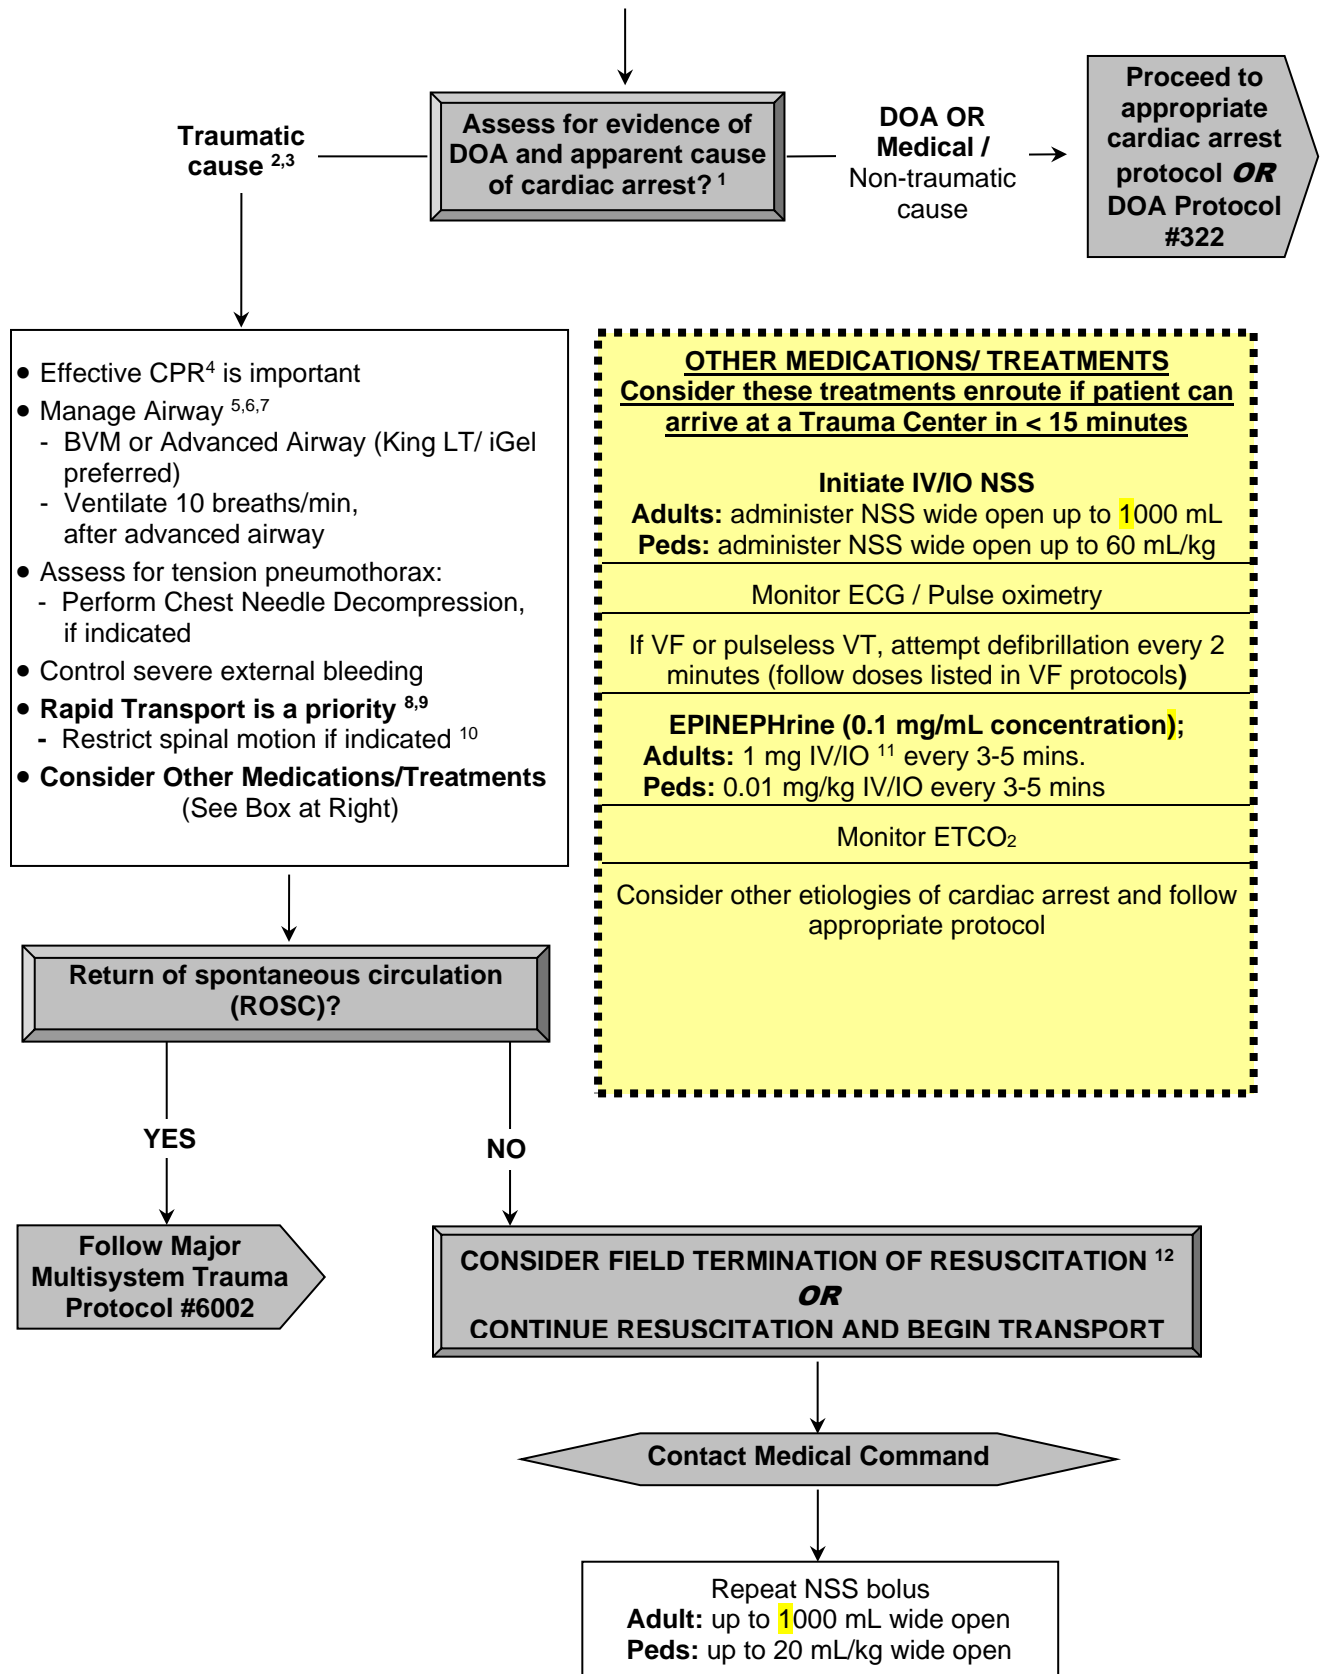 Assess for evidence of
DOA and apparent cause
of cardiac arrest? 1
Traumatic
cause 2,3
DOA OR
Medical /
Non-traumatic
cause
Proceed to
appropriate
cardiac arrest
protocol OR
DOA Protocol
#322
• Effective CPR4 is important
• Manage Airway 5,6,7
- BVM or Advanced Airway (King LT/ iGel
preferred)
- Ventilate 10 breaths/min,
after advanced airway
• Assess for tension pneumothorax:
- Perform Chest Needle Decompression,
if indicated
• Control severe external bleeding
• Rapid Transport is a priority 8,9
- Restrict spinal motion if indicated 10
• Consider Other Medications/Treatments
(See Box at Right)
OTHER MEDICATIONS/ TREATMENTS
Consider these treatments enroute if patient can
arrive at a Trauma Center in < 15 minutes
Initiate IV/IO NSS
Adults: administer NSS wide open up to 1000 mL
Peds: administer NSS wide open up to 60 mL/kg
Monitor ECG / Pulse oximetry
If VF or pulseless VT, attempt defibrillation every 2
minutes (follow doses listed in VF protocols)
EPINEPHrine (0.1 mg/mL concentration);
Adults: 1 mg IV/IO 11 every 3-5 mins.
Peds: 0.01 mg/kg IV/IO every 3-5 mins
Monitor ETCO2
Consider other etiologies of cardiac arrest and follow
appropriate protocol
Return of spontaneous circulation
(ROSC)?
YES
NO
Follow Major
Multisystem Trauma
Protocol #6002
CONSIDER FIELD TERMINATION OF RESUSCITATION 12
OR
CONTINUE RESUSCITATION AND BEGIN TRANSPORT
Contact Medical Command
Repeat NSS bolus
Adult: up to 1000 mL wide open
Peds: up to 20 mL/kg wide open